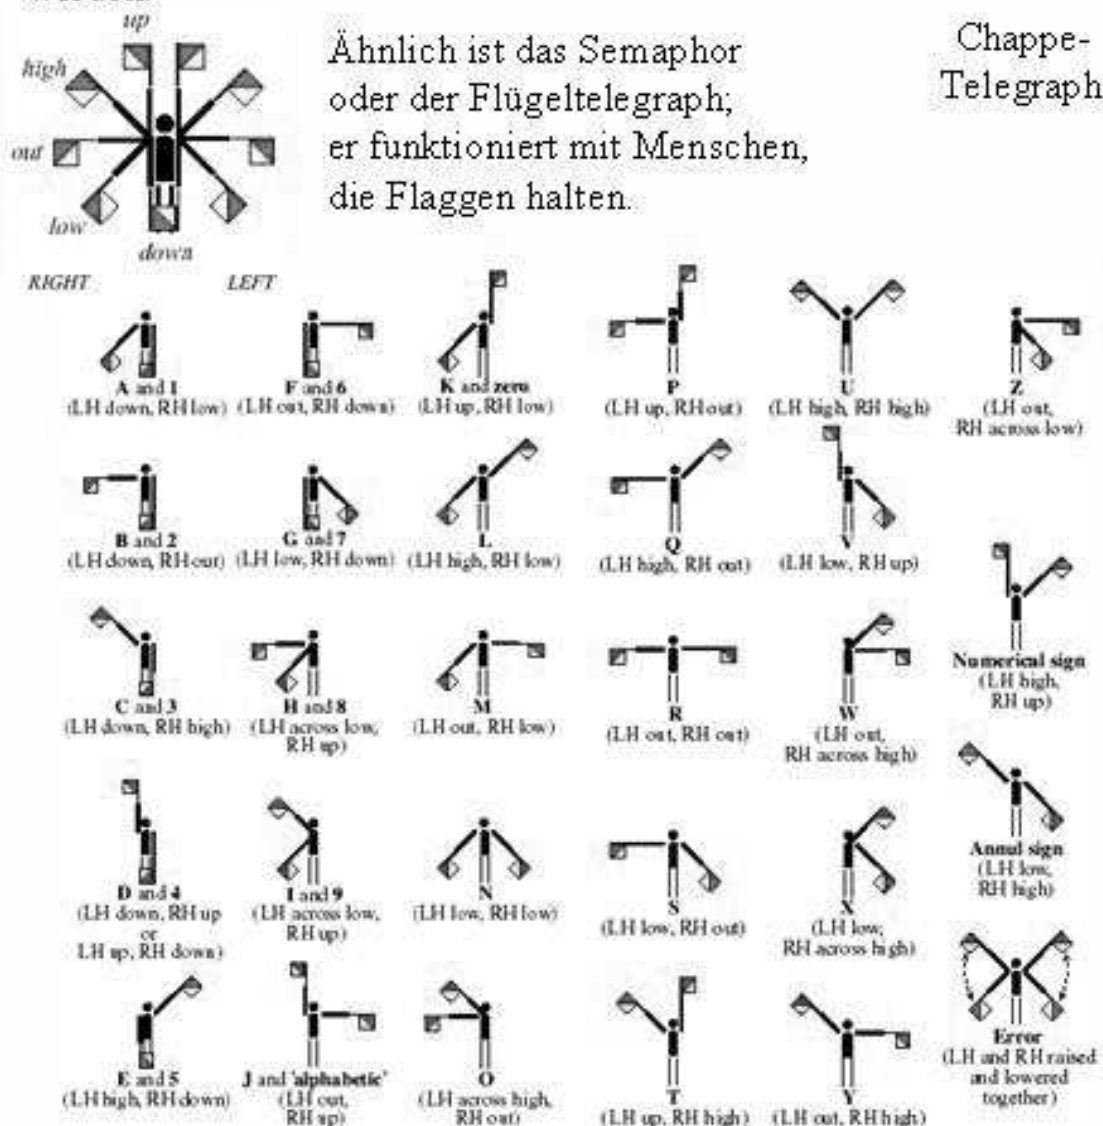 up
high
out
low
down
RIGHT
LEFT
Ähnlich ist das Semaphor
oder der Flügeltelegraph;
er funktioniert mit Menschen,
die Flaggen halten.
Chappe-
Telegraph
A and 1
(LH down, RH low)
F and 6
(LH out, RH down)
K and zero
(LH up, RH low)
P
(LH up, RH out)
U
(LH high, RH high)
Z
(LH out,
RH across low)
B and 2
(LH down, RH out)
G and 7
(LH low, RH down)
L
(LH high, RH low)
Q
(LH high, RH out)
V
(LH low, RH up)
Numerical sign
(LH high,
RH up)
C and 3
(LH down, RH high)
H and 8
(LH across low,
RH up)
M
(LH out, RH low)
R
(LH out, RH out)
W
(LH out,
RH across high)
Annul sign
(LH low,
RH high)
D and 4
(LH down, RH up
or
LH up, RH down)
I and 9
(LH across low,
RH up)
N
(LH low, RH low)
S
(LH low, RH out)
X
(LH low,
RH across high)
Error
(LH and RH raised
and lowered
together)
E and 5
(LH high, RH down)
J and 'alphabetic'
(LH out,
RH up)
O
(LH across high,
RH out)
T
(LH up, RH high)
Y
(LH out, RH high)